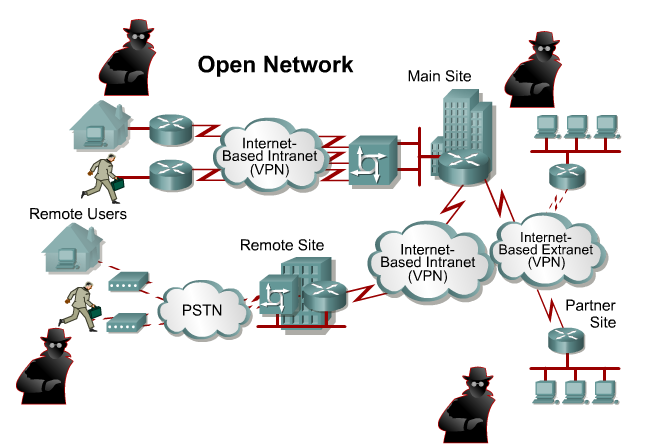 Open Network
Main Site
Internet-
Based Intranet
(VPN)
Remote Users
Remote Site
Internet-
Based Intranet
(VPN)
Internet-
Based Extranet
(VPN)
PSTN
Partner
Site